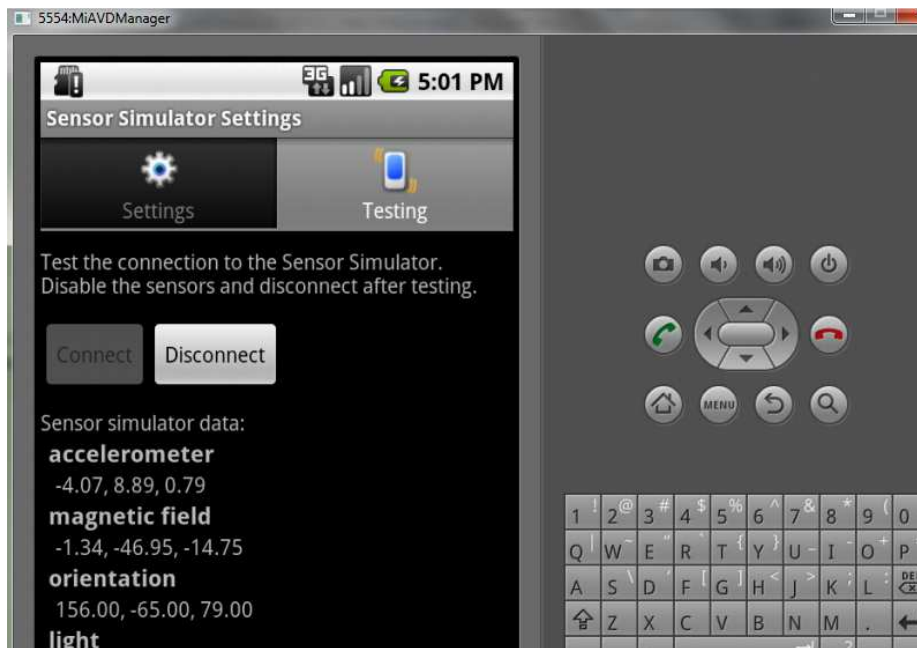 5554:MiAVDManager
3G 5:01 PM
Sensor Simulator Settings
Settings Testing
Test the connection to the Sensor Simulator.
Disable the sensors and disconnect after testing.
Connect Disconnect
Sensor simulator data:
accelerometer
-4.07, 8.89, 0.79
magnetic field
-1.34, -46.95, -14.75
orientation
156.00, -65.00, 79.00
light
MENU
1 ! 2 @ 3 # 4 $ 5 % 6 ^ 7 & 8 * 9 ( 0
Q | W ~ E " R ` T { Y } U - I - O + P
A S \ D ' F [ G ] H < J > K ; L : DEL
Z X C V B N M .